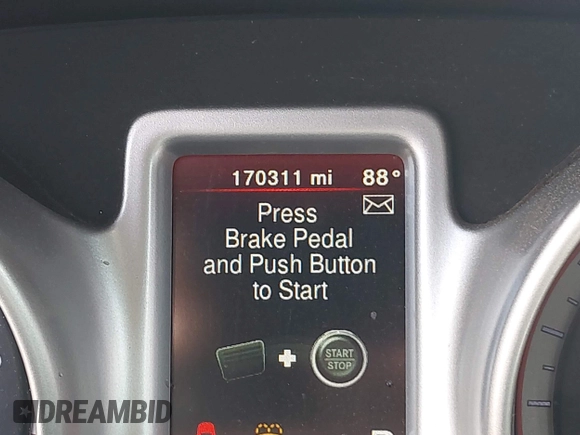 170311 mi 88°
Press
Brake Pedal
and Push Button
to Start
START
STOP
DREAMBID